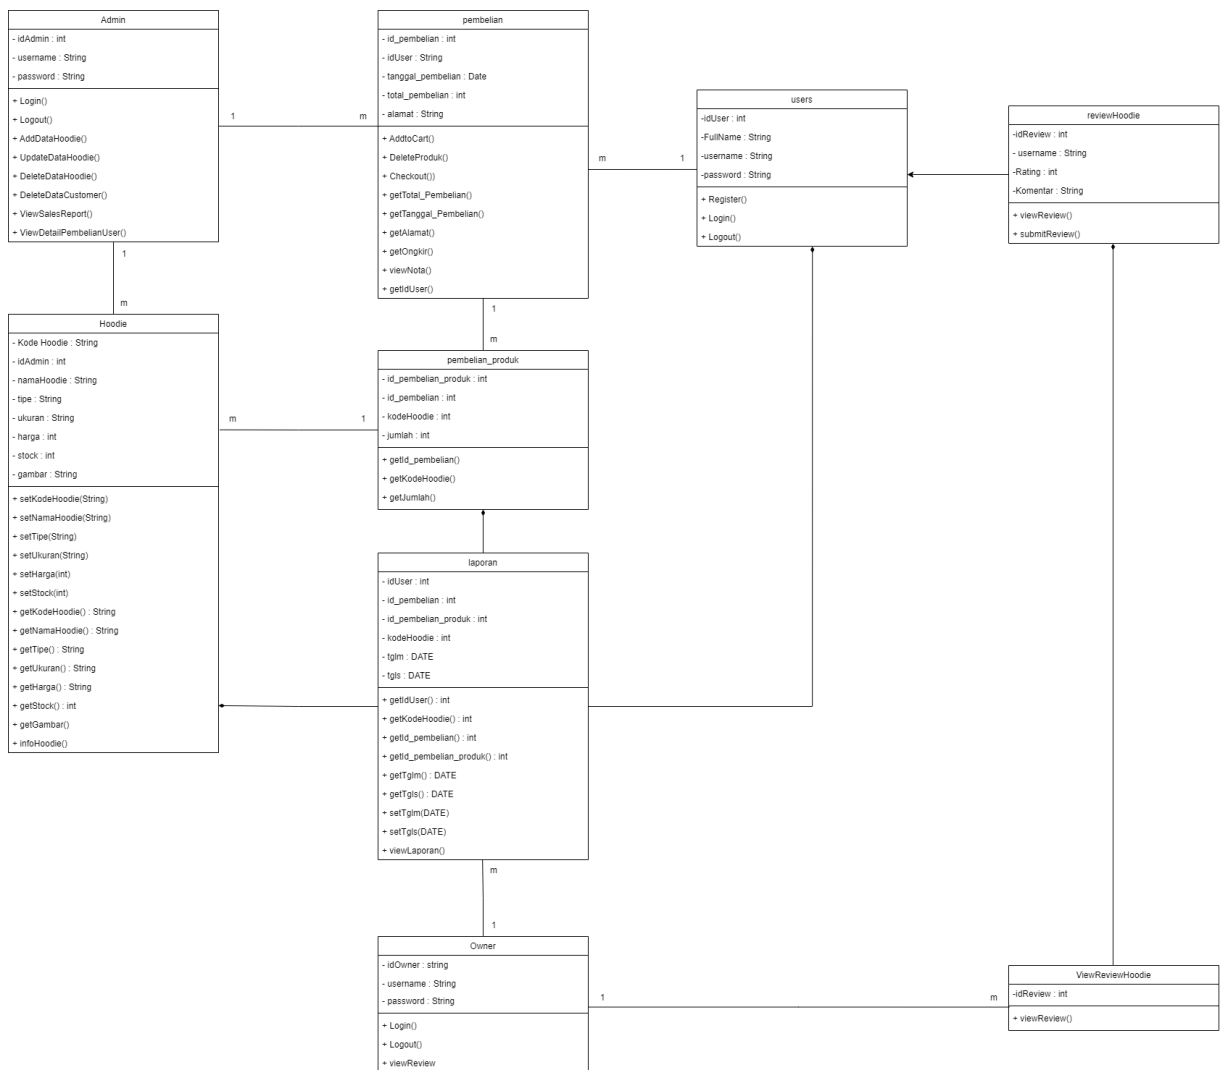 Admin
- idAdmin : int
- username : String
- password : String
+ Login()
+ Logout()
+ AddDataHoodie()
+ UpdateDataHoodie()
+ DeleteDataHoodie()
+ DeleteDataCustomer()
+ ViewSalesReport()
+ ViewDetailPembelianUser()
1
m
1
m
pembelian
- id_pembelian : int
- idUser : String
- tanggal_pembelian : Date
- total_pembelian : int
- alamat : String
+ AddtoCart()
+ DeleteProduk()
+ Checkout())
+ getTotal_Pembelian()
+ getTanggal_Pembelian()
+ getAlamat()
+ getOngkir()
+ viewNota()
+ getIdUser()
m
1
1
m
users
-idUser : int
-FullName : String
-username : String
-password : String
+ Register()
+ Login()
+ Logout()
reviewHoodie
-idReview : int
- username : String
-Rating : int
-Komentar : String
+ viewReview()
+ submitReview()
Hoodie
- Kode Hoodie : String
- idAdmin : int
- namaHoodie : String
- tipe : String
- ukuran : String
- harga : int
- stock : int
- gambar : String
+ setKodeHoodie(String)
+ setNamaHoodie(String)
+ setTipe(String)
+ setUkuran(String)
+ setHarga(int)
+ setStock(int)
+ getKodeHoodie() : String
+ getNamaHoodie() : String
+ getTipe() : String
+ getUkuran() : String
+ getHarga() : String
+ getStock() : int
+ getGambar()
+ infoHoodie()
m
1
pembelian_produk
- id_pembelian_produk : int
- id_pembelian : int
- kodeHoodie : int
- jumlah : int
+ getId_pembelian()
+ getKodeHoodie()
+ getJumlah()
laporan
- idUser : int
- id_pembelian : int
- id_pembelian_produk : int
- kodeHoodie : int
- tglm : DATE
- tgls : DATE
+ getIdUser() : int
+ getKodeHoodie() : int
+ getId_pembelian() : int
+ getId_pembelian_produk() : int
+ getTglm() : DATE
+ getTgls() : DATE
+ setTglm(DATE)
+ setTgls(DATE)
+ viewLaporan()
m
1
Owner
- idOwner : string
- username : String
- password : String
+ Login()
+ Logout()
+ viewReview
1
m
ViewReviewHoodie
-idReview : int
+ viewReview()